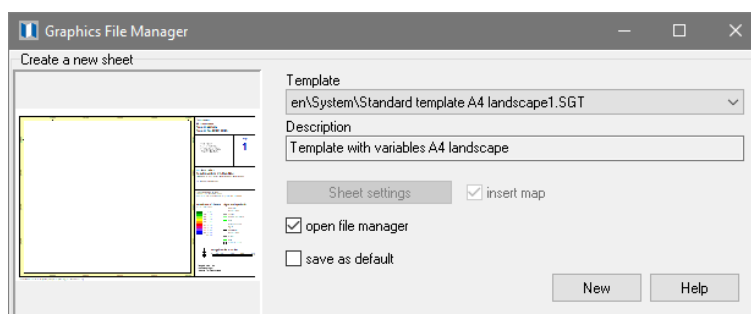 Graphics File Manager
Create a new sheet
Template
en\System\Standard template A4 landscape1.SGT
Description
Template with variables A4 landscape
Sheet settings
insert map
open file manager
save as default
New
Help
1